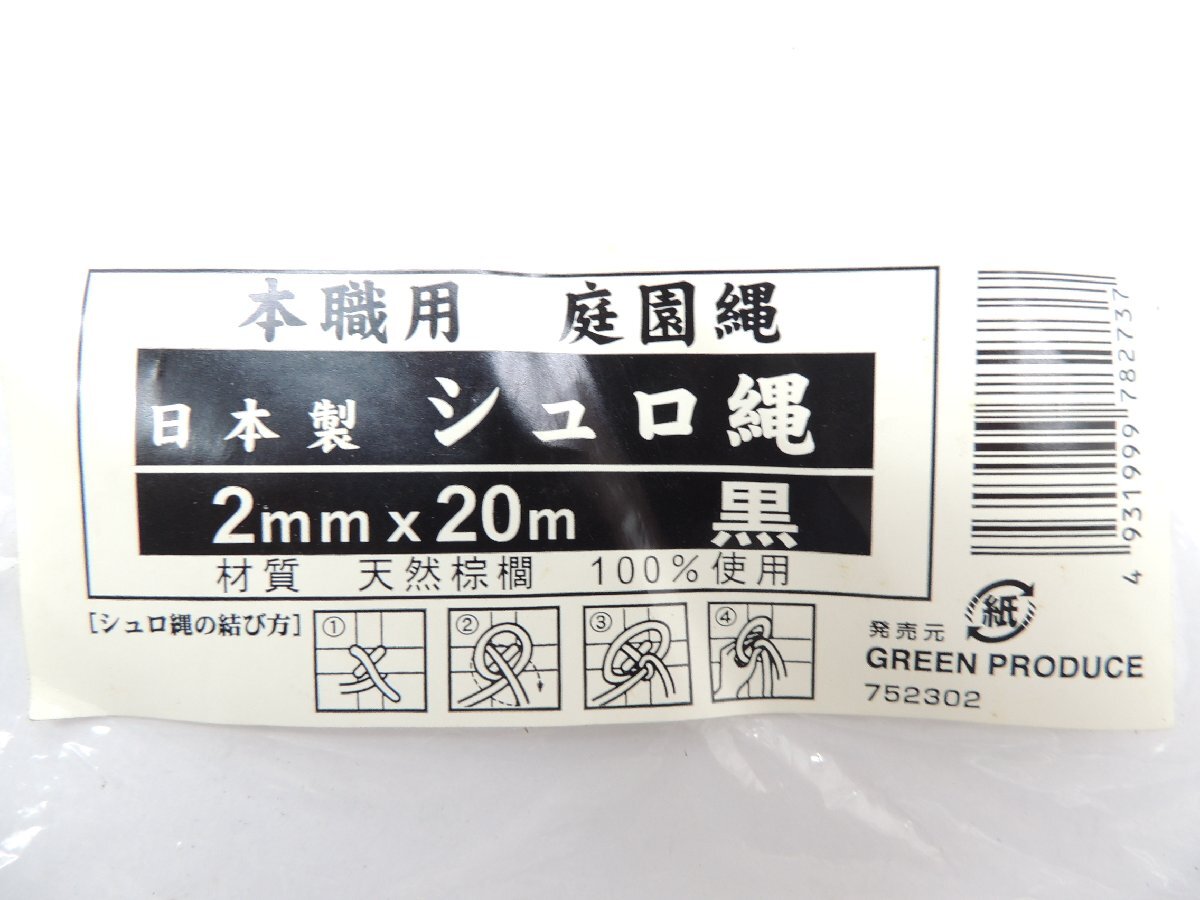 本職用 庭園縄
日本製 シュロ縄
2mm x 20m 黒
材質 天然棕櫚 100%使用
[シュロ縄の結び方] ① ② ③ ④
4 931999 782737
紙
発売元
GREEN PRODUCE
752302